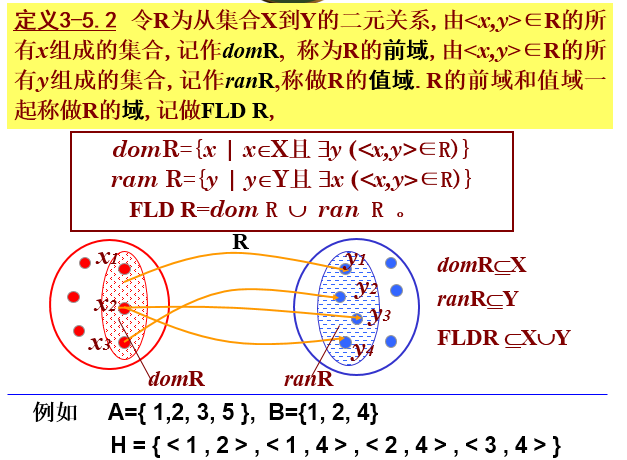 定义3-5.2 令R为从集合X到Y的二元关系,由<x,y>∈R的所
有x组成的集合,记作domR, 称为R的前域,由<x,y>∈R的所
有y组成的集合,记作ranR,称做R的值域.R的前域和值域一
起称做R的域,记做FLD R,
domR={x | x∈X且 ∃y (<x,y>∈R)}
ram R={y | y∈Y且 ∃x (<x,y>∈R)}
FLD R=dom R ∪ ran R 。
R
x1
y1
domR⊆X
y2
x2
ranR⊆Y
y3
x3
y4
FLDR ⊆X∪Y
domR
ranR
例如 A={ 1,2, 3, 5 }, B={1, 2, 4}
H = { < 1 , 2 > , < 1 , 4 > , < 2 , 4 > , < 3 , 4 > }